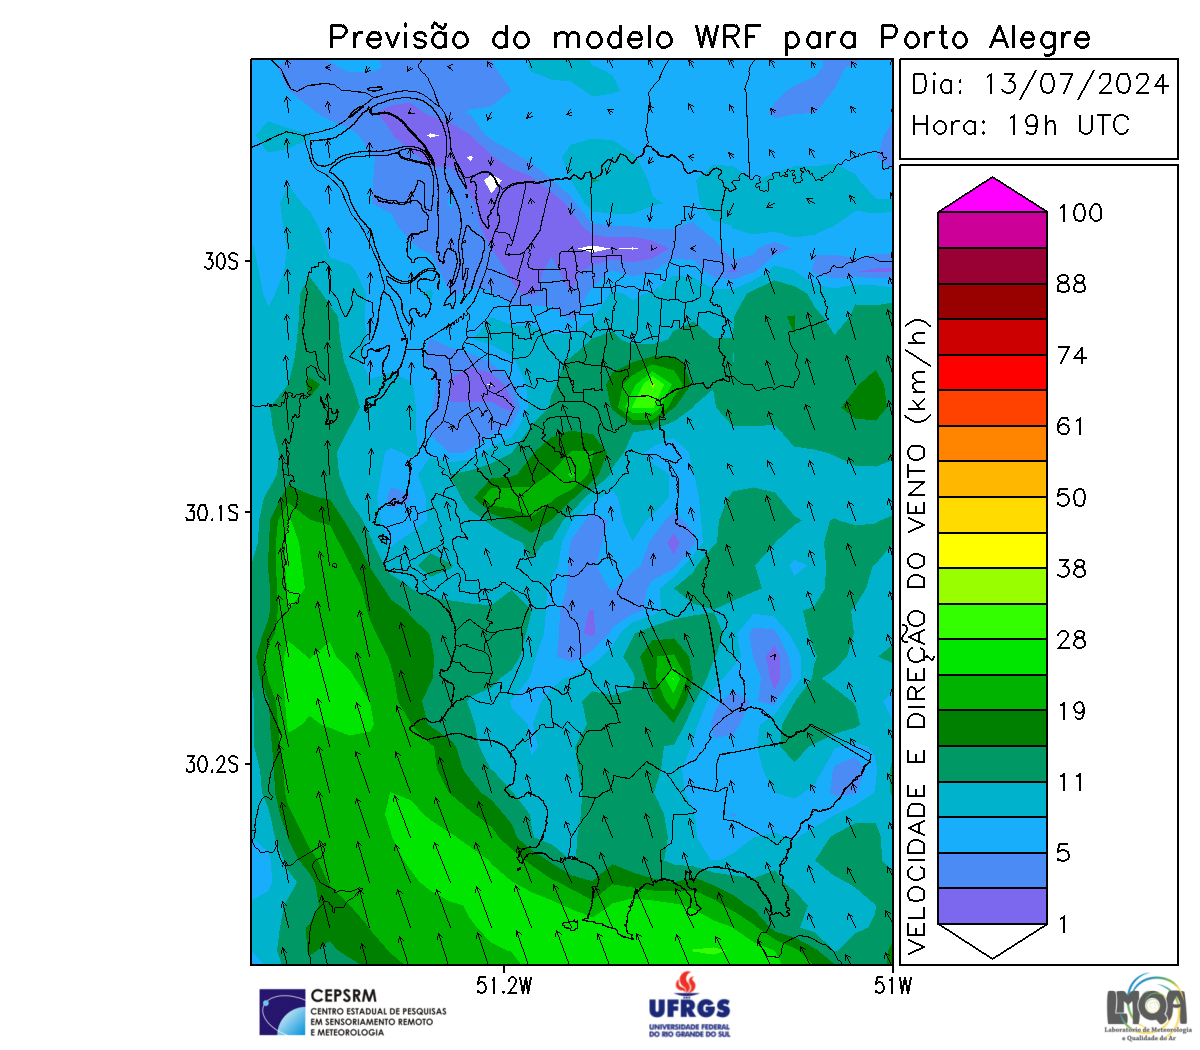 Previsão do modelo WRF para Porto Alegre
Dia: 13/07/2024
Hora: 19h UTC
30S
30.1S
30.2S
51.2W
51W
VELOCIDADE E DIREÇÃO DO VENTO (km/h)
100
88
74
61
50
38
28
19
11
5
1
CEPSRM
CENTRO ESTADUAL DE PESQUISAS
EM SENSORIAMENTO REMOTO
E METEOROLOGIA
UFRGS
UNIVERSIDADE FEDERAL
DO RIO GRANDE DO SUL
LMQA
Laboratório de Meteorologia
e Qualidade do Ar